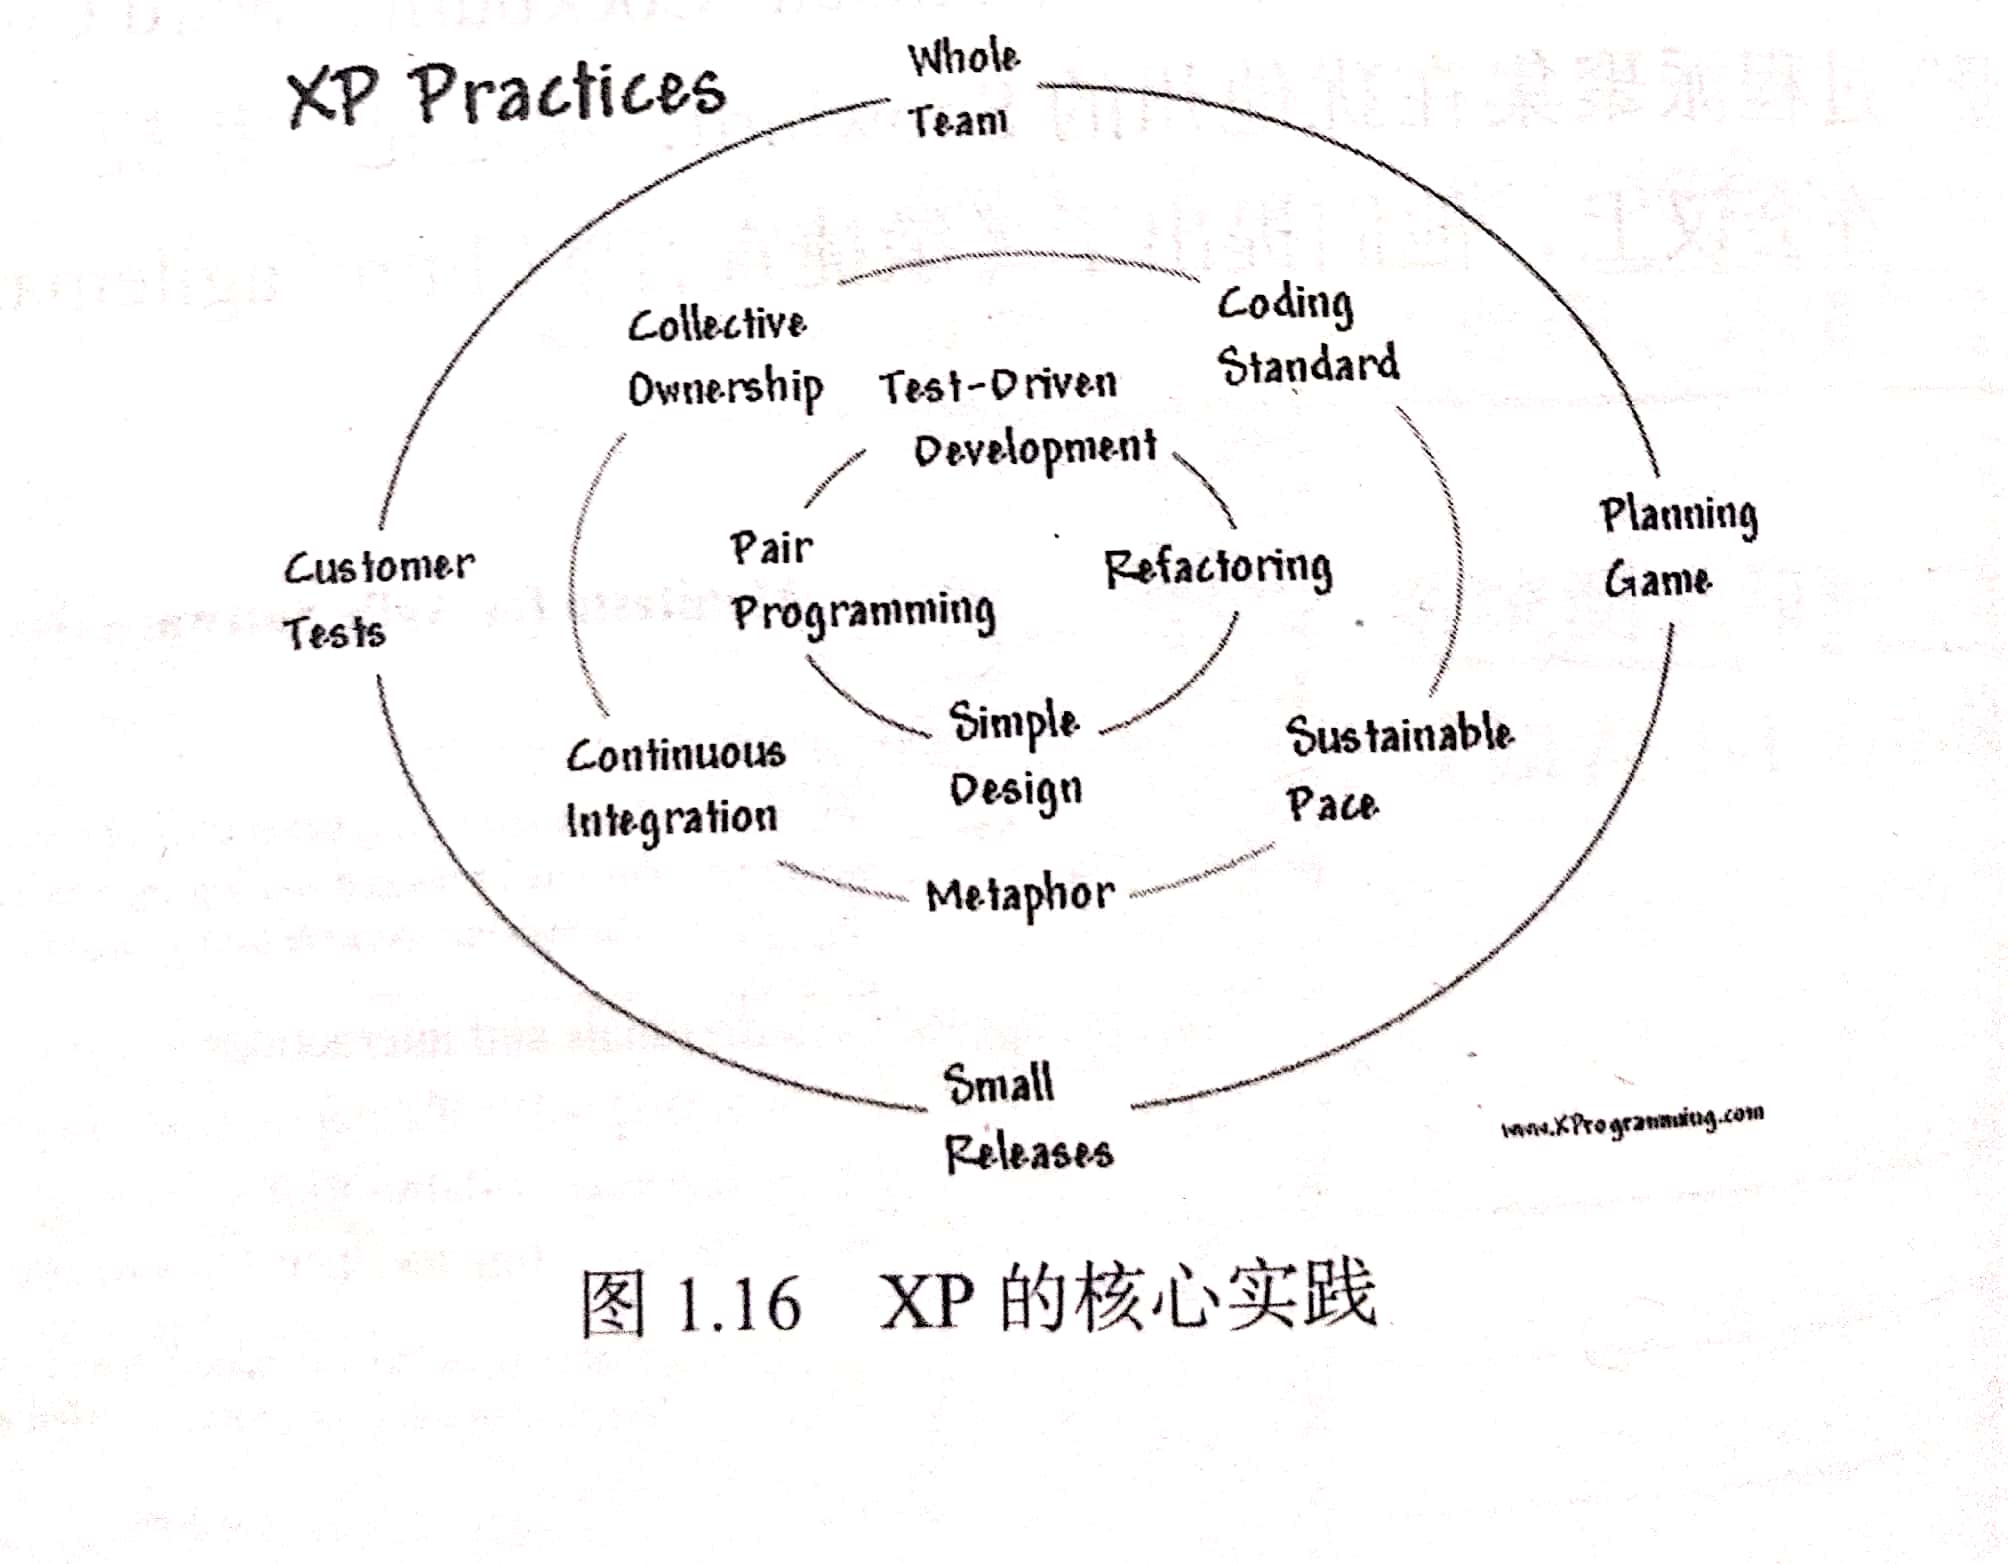 XP Practices
Whole
Team
Collective
Ownership
Coding
Standard
Test-Driven
Development
Pair
Programming
Refactoring
Planning
Game
Customer
Tests
Simple
Design
Continuous
Integration
Sustainable
Pace
Metaphor
Small
Releases
www.XProgramming.com
图 1.16 XP 的核心实践